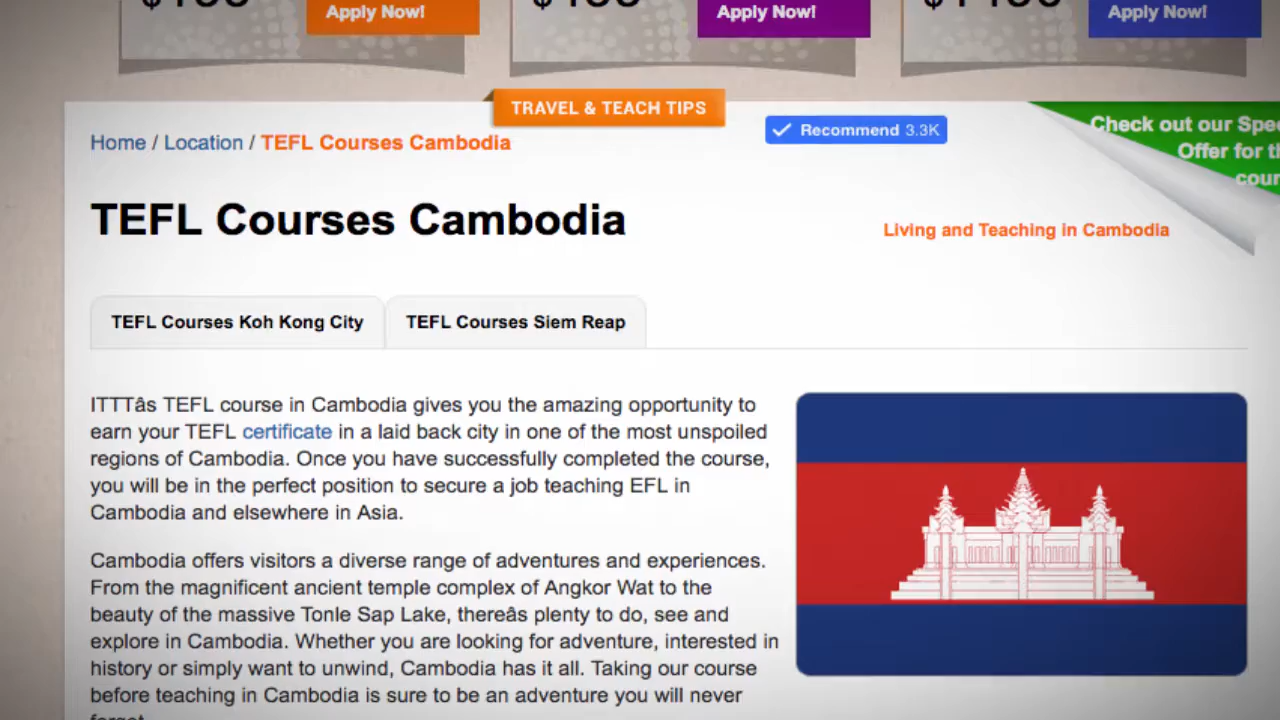 Apply Now!
Apply Now!
Apply Now!
TRAVEL & TEACH TIPS
Home / Location / TEFL Courses Cambodia
Recommend 3.3K
Check out our Spec
Offer for th
cour
TEFL Courses Cambodia
Living and Teaching in Cambodia
TEFL Courses Koh Kong City
TEFL Courses Siem Reap
ITTTâs TEFL course in Cambodia gives you the amazing opportunity to
earn your TEFL certificate in a laid back city in one of the most unspoiled
regions of Cambodia. Once you have successfully completed the course,
you will be in the perfect position to secure a job teaching EFL in
Cambodia and elsewhere in Asia.
Cambodia offers visitors a diverse range of adventures and experiences.
From the magnificent ancient temple complex of Angkor Wat to the
beauty of the massive Tonle Sap Lake, thereâs plenty to do, see and
explore in Cambodia. Whether you are looking for adventure, interested in
history or simply want to unwind, Cambodia has it all. Taking our course
before teaching in Cambodia is sure to be an adventure you will never